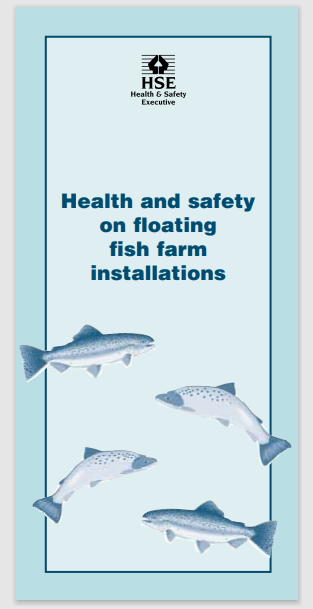 HSE
Health & Safety
Executive
Health and safety
on floating
fish farm
installations